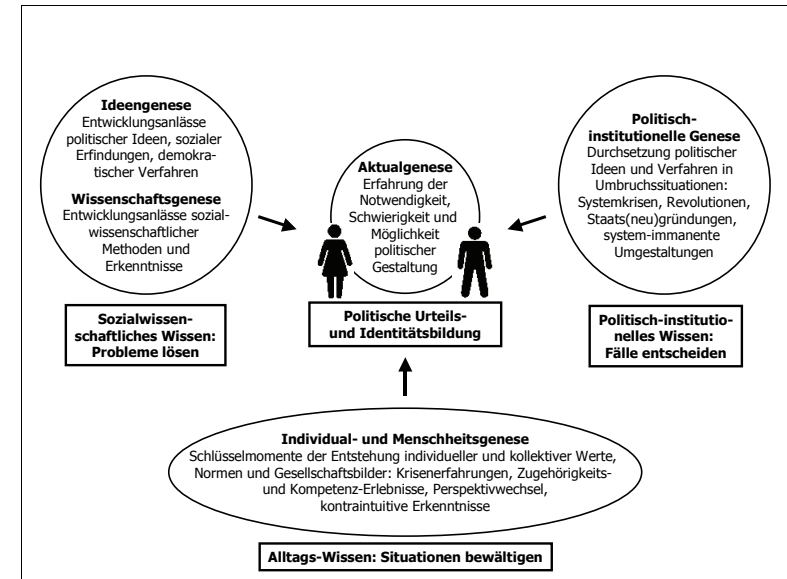 Ideengenese
Entwicklungsanlässe
politischer Ideen, sozialer
Erfindungen, demokra-
tischer Verfahren
Wissenschaftsgenese
Entwicklungsanlässe sozial-
wissenschaftlicher
Methoden und
Erkenntnisse
Sozialwissen-
schaftliches Wissen:
Probleme lösen
Aktualgenese
Erfahrung der
Notwendigkeit,
Schwierigkeit und
Möglichkeit
politischer
Gestaltung
Politische Urteils-
und Identitätsbildung
Politisch-
institutionelle Genese
Durchsetzung politischer
Ideen und Verfahren in
Umbruchssituationen:
Systemkrisen, Revolutionen,
Staats(neu)gründungen,
system-immanente
Umgestaltungen
Politisch-institutio-
nelles Wissen:
Fälle entscheiden
Individual- und Menschheitsgenese
Schlüsselmomente der Entstehung individueller und kollektiver Werte,
Normen und Gesellschaftsbilder: Krisenerfahrungen, Zugehörigkeits-
und Kompetenz-Erlebnisse, Perspektivwechsel,
kontraintuitive Erkenntnisse
Alltags-Wissen: Situationen bewältigen